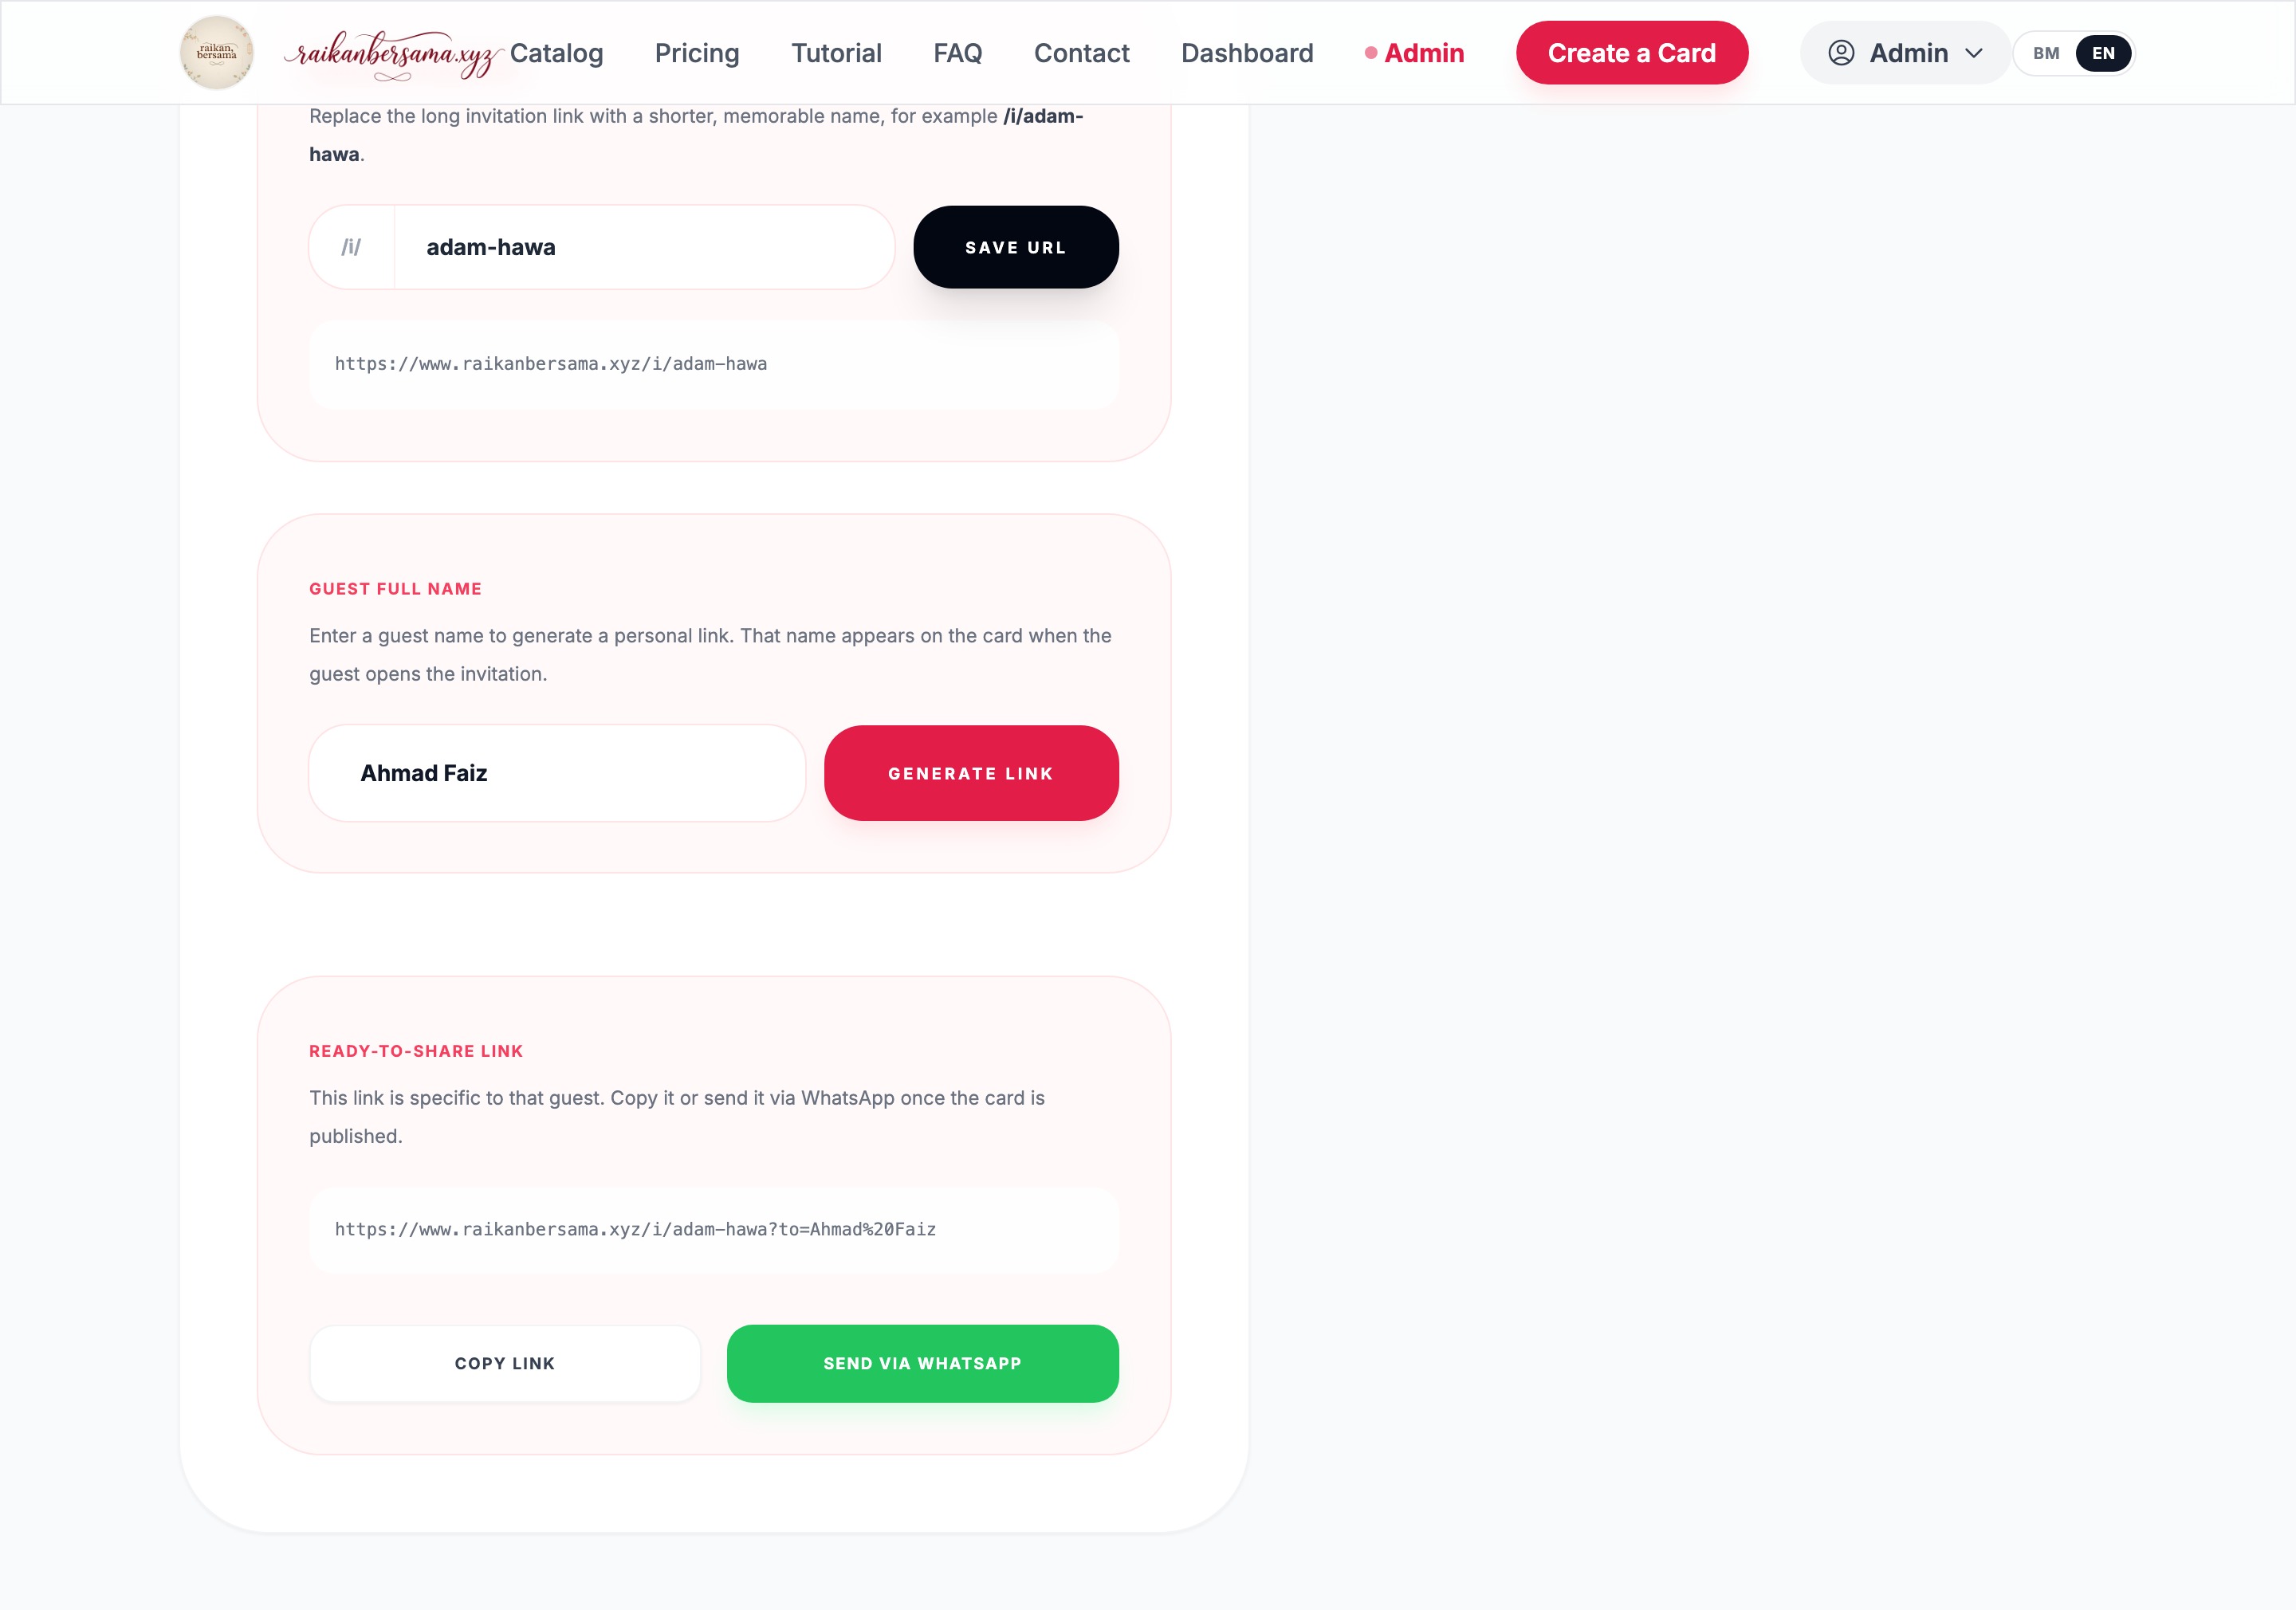 raikan bersama
raikanbersama.xyz
Catalog
Pricing
Tutorial
FAQ
Contact
Dashboard
Admin
Create a Card
Admin
BM
EN
Replace the long invitation link with a shorter, memorable name, for example /i/adam-
hawa.
/i/
adam-hawa
SAVE URL
https://www.raikanbersama.xyz/i/adam-hawa
GUEST FULL NAME
Enter a guest name to generate a personal link. That name appears on the card when the
guest opens the invitation.
Ahmad Faiz
GENERATE LINK
READY-TO-SHARE LINK
This link is specific to that guest. Copy it or send it via WhatsApp once the card is
published.
https://www.raikanbersama.xyz/i/adam-hawa?to=Ahmad%20Faiz
COPY LINK
SEND VIA WHATSAPP